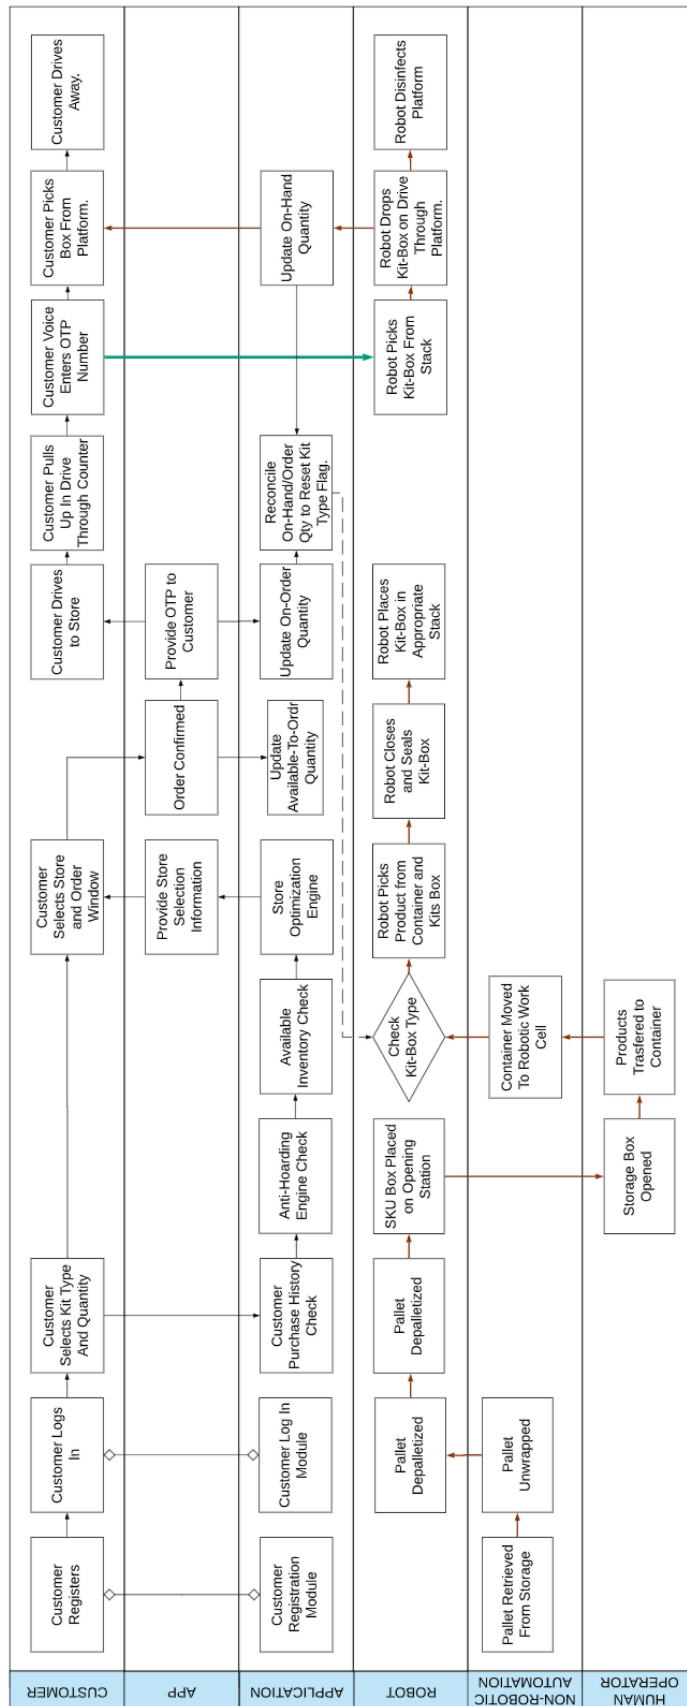 CUSTOMER
Customer
Registers
Customer Logs
In
Customer
Selects Kit Type
And Quantity
Customer
Selects Store
and Order
Window
Customer Drives
to Store
Customer Pulls
Up In Drive
Through Counter
Customer Voice
Enters OTP
Number
Customer Picks
Box From
Platform.
Customer Drives
Away.
APP
Provide Store
Selection
Information
Order Confirmed
Provide OTP to
Customer
APPLICATION
Customer
Registration
Module
Customer Log In
Module
Customer
Purchase History
Check
Anti-Hoarding
Engine Check
Available
Inventory Check
Store
Optimization
Engine
Update
Available-To-Ordr
Quantity
Update On-Order
Quantity
Reconcile
On-Hand/Order
Qty to Reset Kit
Type Flag.
Update On-Hand
Quantity
ROBOT
Pallet
Depalletized
Pallet
Depalletized
SKU Box Placed
on Opening
Station
Check
Kit-Box Type
Robot Picks
Product from
Container and
Kits Box
Robot Closes
and Seals
Kit-Box
Robot Places
Kit-Box in
Appropriate
Stack
Robot Picks
Kit-Box From
Stack
Robot Drops
Kit-Box on Drive
Through
Platform.
Robot Disinfects
Platform
NON-ROBOTIC
AUTOMATION
Pallet Retrieved
From Storage
Pallet
Unwrapped
Container Moved
To Robotic Work
Cell
HUMAN
OPERATOR
Storage Box
Opened
Products
Trasferred to
Container